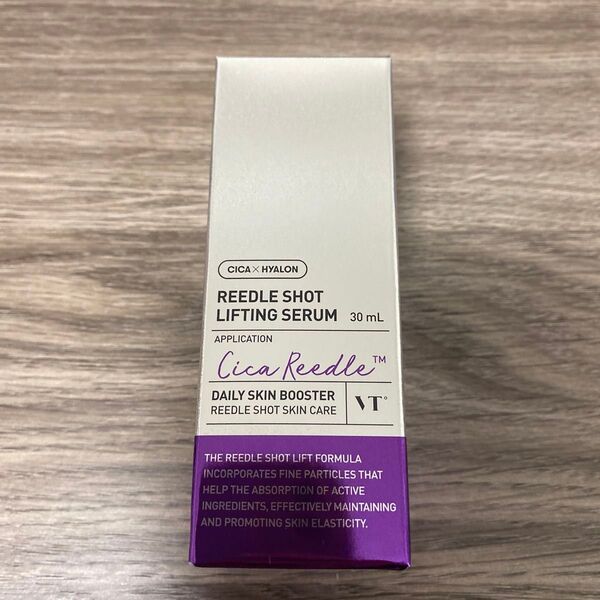 CICA×HYALON
REEDLE SHOT
LIFTING SERUM 30 mL
APPLICATION
Cica Reedle™
DAILY SKIN BOOSTER
REEDLE SHOT SKIN CARE
VT°
THE REEDLE SHOT LIFT FORMULA
INCORPORATES FINE PARTICLES THAT
HELP THE ABSORPTION OF ACTIVE
INGREDIENTS, EFFECTIVELY MAINTAINING
AND PROMOTING SKIN ELASTICITY.